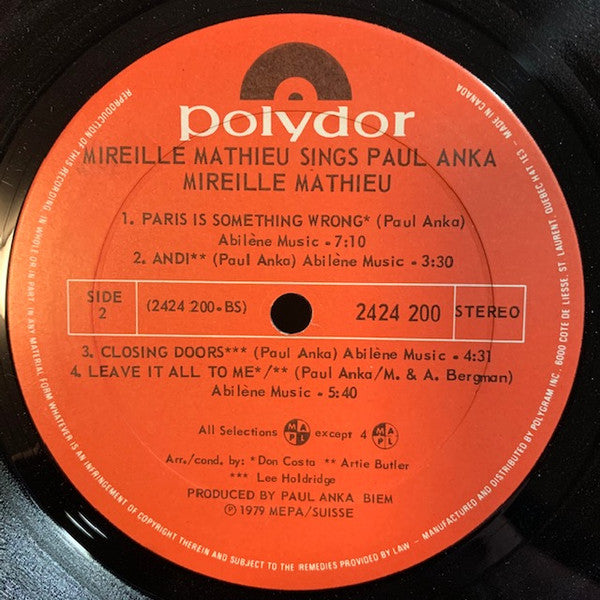 polydor
MIREILLE MATHIEU SINGS PAUL ANKA
MIREILLE MATHIEU
1. PARIS IS SOMETHING WRONG* (Paul Anka)
Abilène Music - 7:10
2. ANDI** (Paul Anka) Abilène Music - 3:30
SIDE
2
(2424 200-BS)
2424 200
STEREO
3. CLOSING DOORS*** (Paul Anka) Abilène Music - 4:31
4. LEAVE IT ALL TO ME*/** (Paul Anka/M. & A. Bergman)
Abilène Music - 5:40
All Selections MAPL except 4 MAPL
Arr./cond. by: *Don Costa ** Artie Butler
*** Lee Holdridge
PRODUCED BY PAUL ANKA BIEM
℗ 1979 MEPA/SUISSE
REPRODUCTION OF THIS RECORDING IN WHOLE OR IN PART IN ANY MATERIAL FORM WHATEVER IS AN INFRINGEMENT OF COPYRIGHT THEREIN AND SUBJECT TO THE REMEDIES PROVIDED BY LAW – MANUFACTURED AND DISTRIBUTED BY POLYGRAM INC. 6000 COTE DE LIESSE, ST LAURENT, QUEBEC H4T 1E3 – MADE IN CANADA